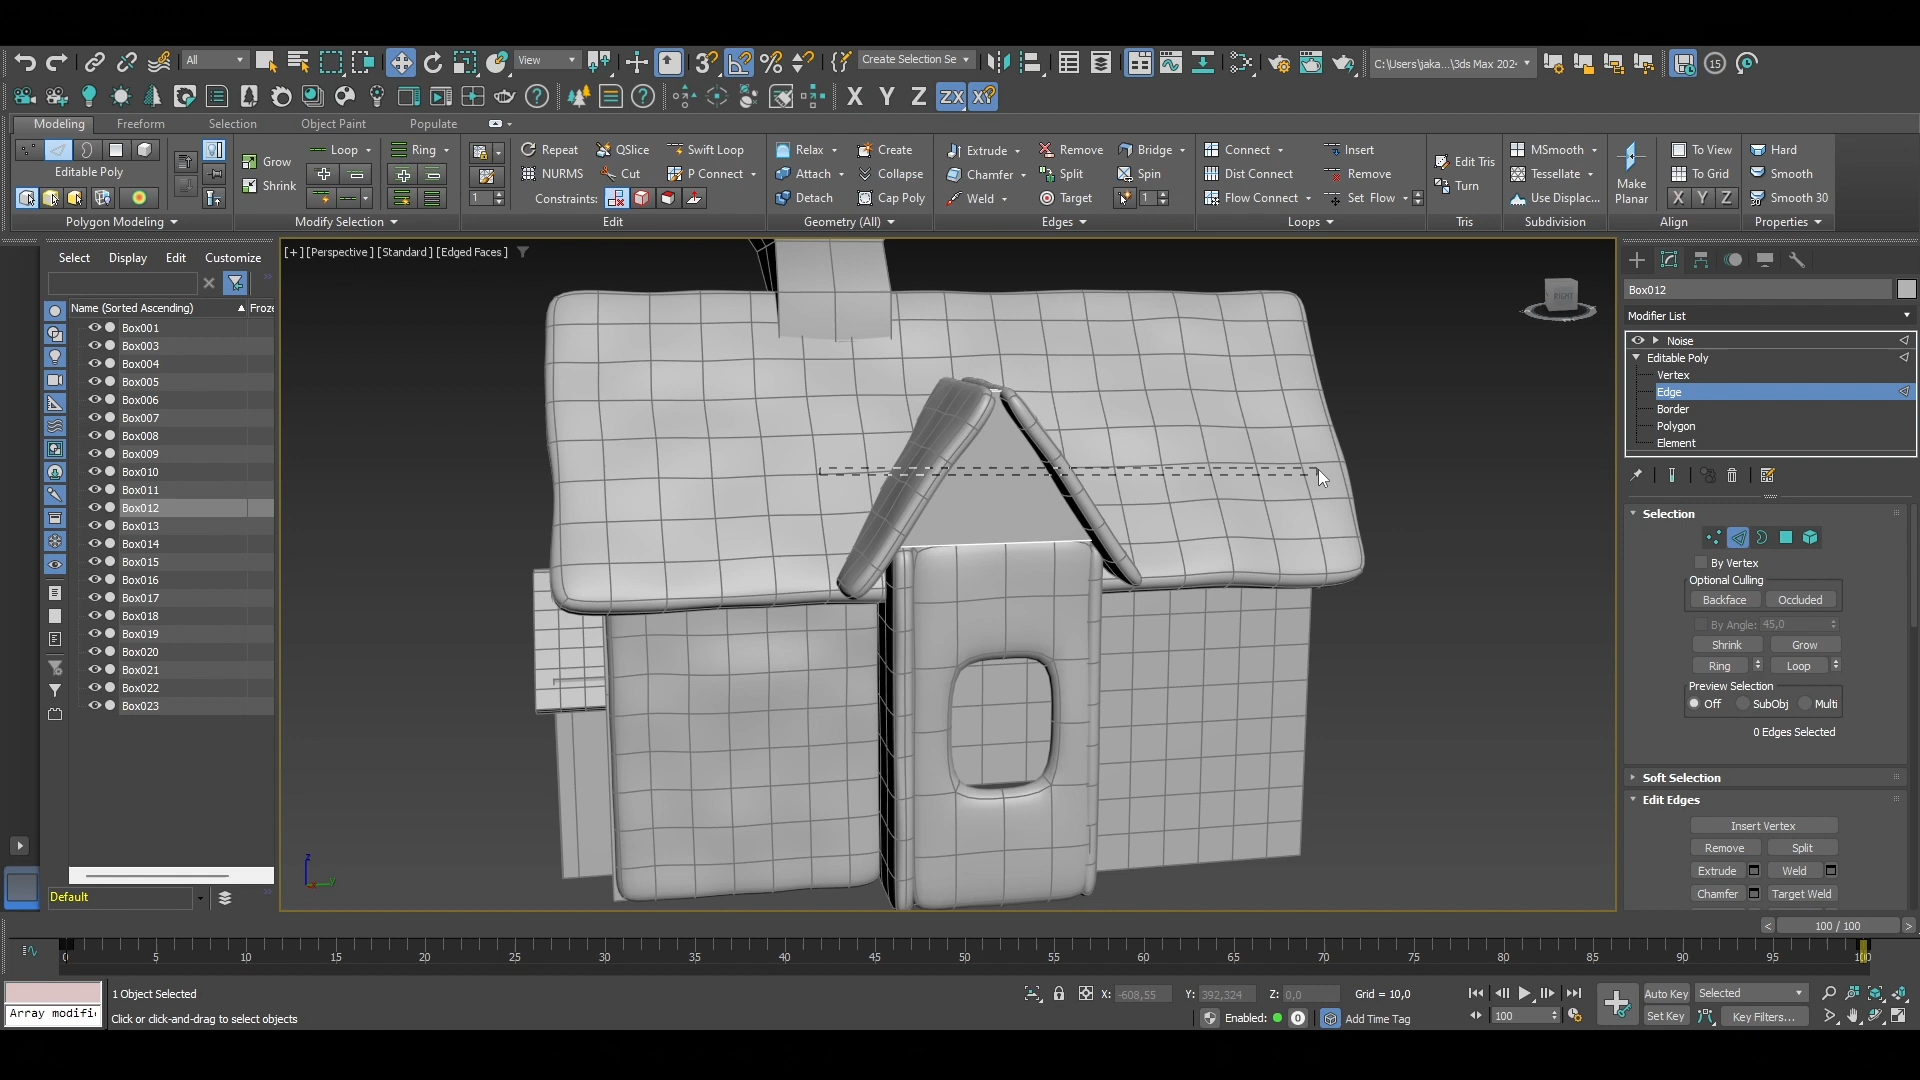 All
View
3
Create Selection Se
C:\Users\jaka...\3ds Max 202
15
X Y Z ZX XY
Modeling Freeform Selection Object Paint Populate
Editable Poly
Polygon Modeling
Grow
Shrink
Loop
Ring
Modify Selection
1
Repeat QSlice Swift Loop
NURMS Cut P Connect
Constraints:
Edit
Relax Create
Attach Collapse
Detach Cap Poly
Geometry (All)
Extrude Remove Bridge
Chamfer Split Spin
Weld Target 1
Edges
Connect Insert
Dist Connect Remove
Flow Connect Set Flow
Loops
Edit Tris
Turn
Tris
MSmooth
Tessellate
Use Displac...
Subdivision
Make
Planar
To View
To Grid
X Y Z
Align
Hard
Smooth
Smooth 30
Properties
Select Display Edit Customize
Name (Sorted Ascending) Froze
Box001
Box003
Box004
Box005
Box006
Box007
Box008
Box009
Box010
Box011
Box012
Box013
Box014
Box015
Box016
Box017
Box018
Box019
Box020
Box021
Box022
Box023
Default
[+] [Perspective ] [Standard ] [Edged Faces ]
RIGHT
z
y
Box012
Modifier List
Noise
Editable Poly
Vertex
Edge
Border
Polygon
Element
Selection
By Vertex
Optional Culling
Backface Occluded
By Angle: 45,0
Shrink Grow
Ring Loop
Preview Selection
Off SubObj Multi
0 Edges Selected
Soft Selection
Edit Edges
Insert Vertex
Remove Split
Extrude Weld
Chamfer Target Weld
< 100 / 100 >
0 5 10 15 20 25 30 35 40 45 50 55 60 65 70 75 80 85 90 95 100
Array modifi
1 Object Selected
Click or click-and-drag to select objects
X: -608,55 Y: 392,324 Z: 0,0 Grid = 10,0
Enabled: 0 Add Time Tag
100
Auto Key Selected
Set Key Key Filters...